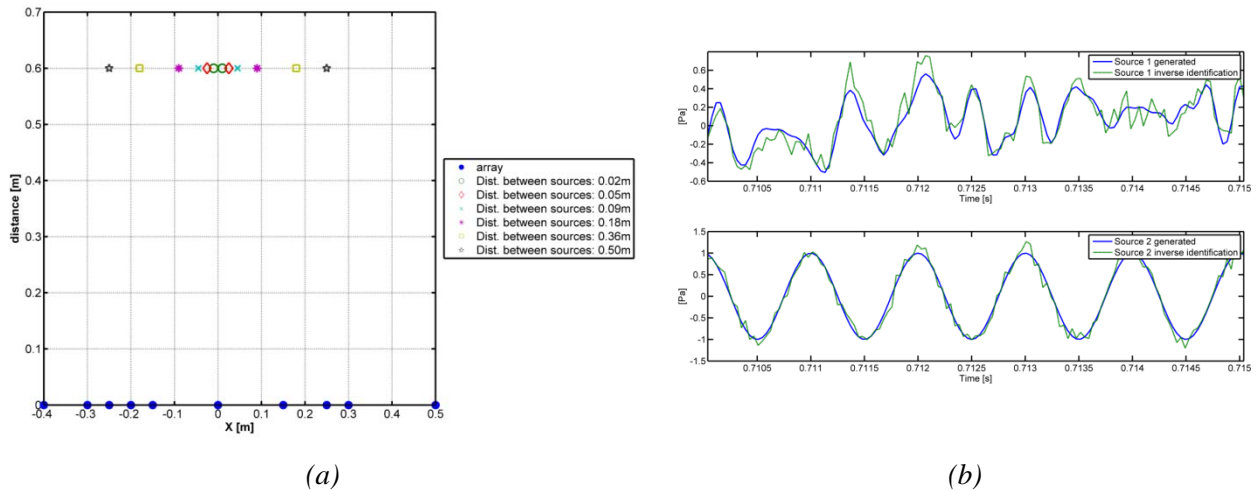 0.7
0.6
0.5
0.4
0.3
0.2
0.1
0
distance [m]
-0.4 -0.3 -0.2 -0.1 0 0.1 0.2 0.3 0.4 0.5
X [m]
array
Dist. between sources: 0.02m
Dist. between sources: 0.05m
Dist. between sources: 0.09m
Dist. between sources: 0.18m
Dist. between sources: 0.36m
Dist. between sources: 0.50m
(a)
Source 1 generated
Source 1 inverse identification
0.6
0.4
0.2
0
-0.2
-0.4
-0.6
[Pa]
0.7105 0.711 0.7115 0.712 0.7125 0.713 0.7135 0.714 0.7145 0.715
Time [s]
Source 2 generated
Source 2 inverse identification
1.5
1
0.5
0
-0.5
-1
-1.5
[Pa]
0.7105 0.711 0.7115 0.712 0.7125 0.713 0.7135 0.714 0.7145 0.715
Time [s]
(b)